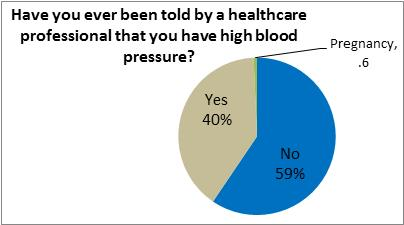 Have you ever been told by a healthcare
professional that you have high blood
pressure?
Pregnancy,
.6
Yes
40%
No
59%